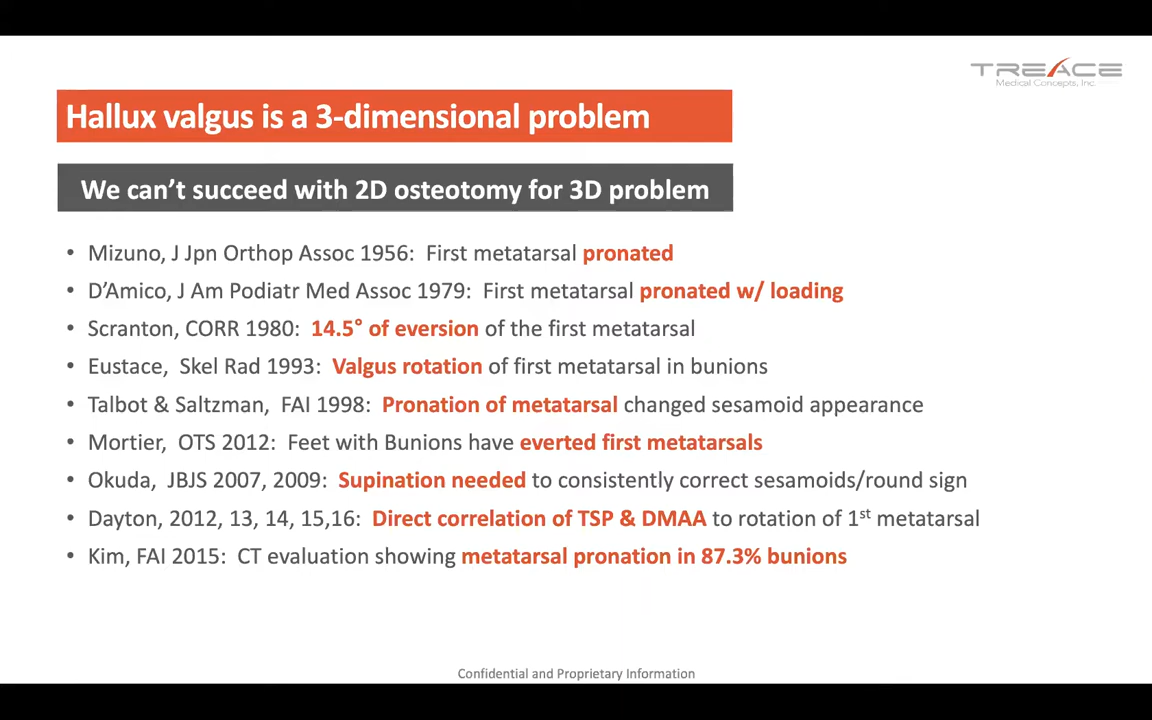 TREACE
Medical Concepts, Inc.
Hallux valgus is a 3-dimensional problem
We can’t succeed with 2D osteotomy for 3D problem
• Mizuno, J Jpn Orthop Assoc 1956: First metatarsal pronated
• D’Amico, J Am Podiatr Med Assoc 1979: First metatarsal pronated w/ loading
• Scranton, CORR 1980: 14.5° of eversion of the first metatarsal
• Eustace, Skel Rad 1993: Valgus rotation of first metatarsal in bunions
• Talbot & Saltzman, FAI 1998: Pronation of metatarsal changed sesamoid appearance
• Mortier, OTS 2012: Feet with Bunions have everted first metatarsals
• Okuda, JBJS 2007, 2009: Supination needed to consistently correct sesamoids/round sign
• Dayton, 2012, 13, 14, 15,16: Direct correlation of TSP & DMAA to rotation of 1st metatarsal
• Kim, FAI 2015: CT evaluation showing metatarsal pronation in 87.3% bunions
Confidential and Proprietary Information